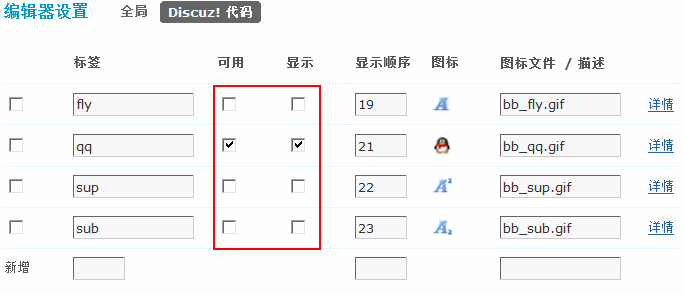 编辑器设置 全局 Discuz! 代码
标签 可用 显示 显示顺序 图标 图标文件 / 描述
fly 19 bb_fly.gif 详情
qq 21 bb_qq.gif 详情
sup 22 bb_sup.gif 详情
sub 23 bb_sub.gif 详情
新增